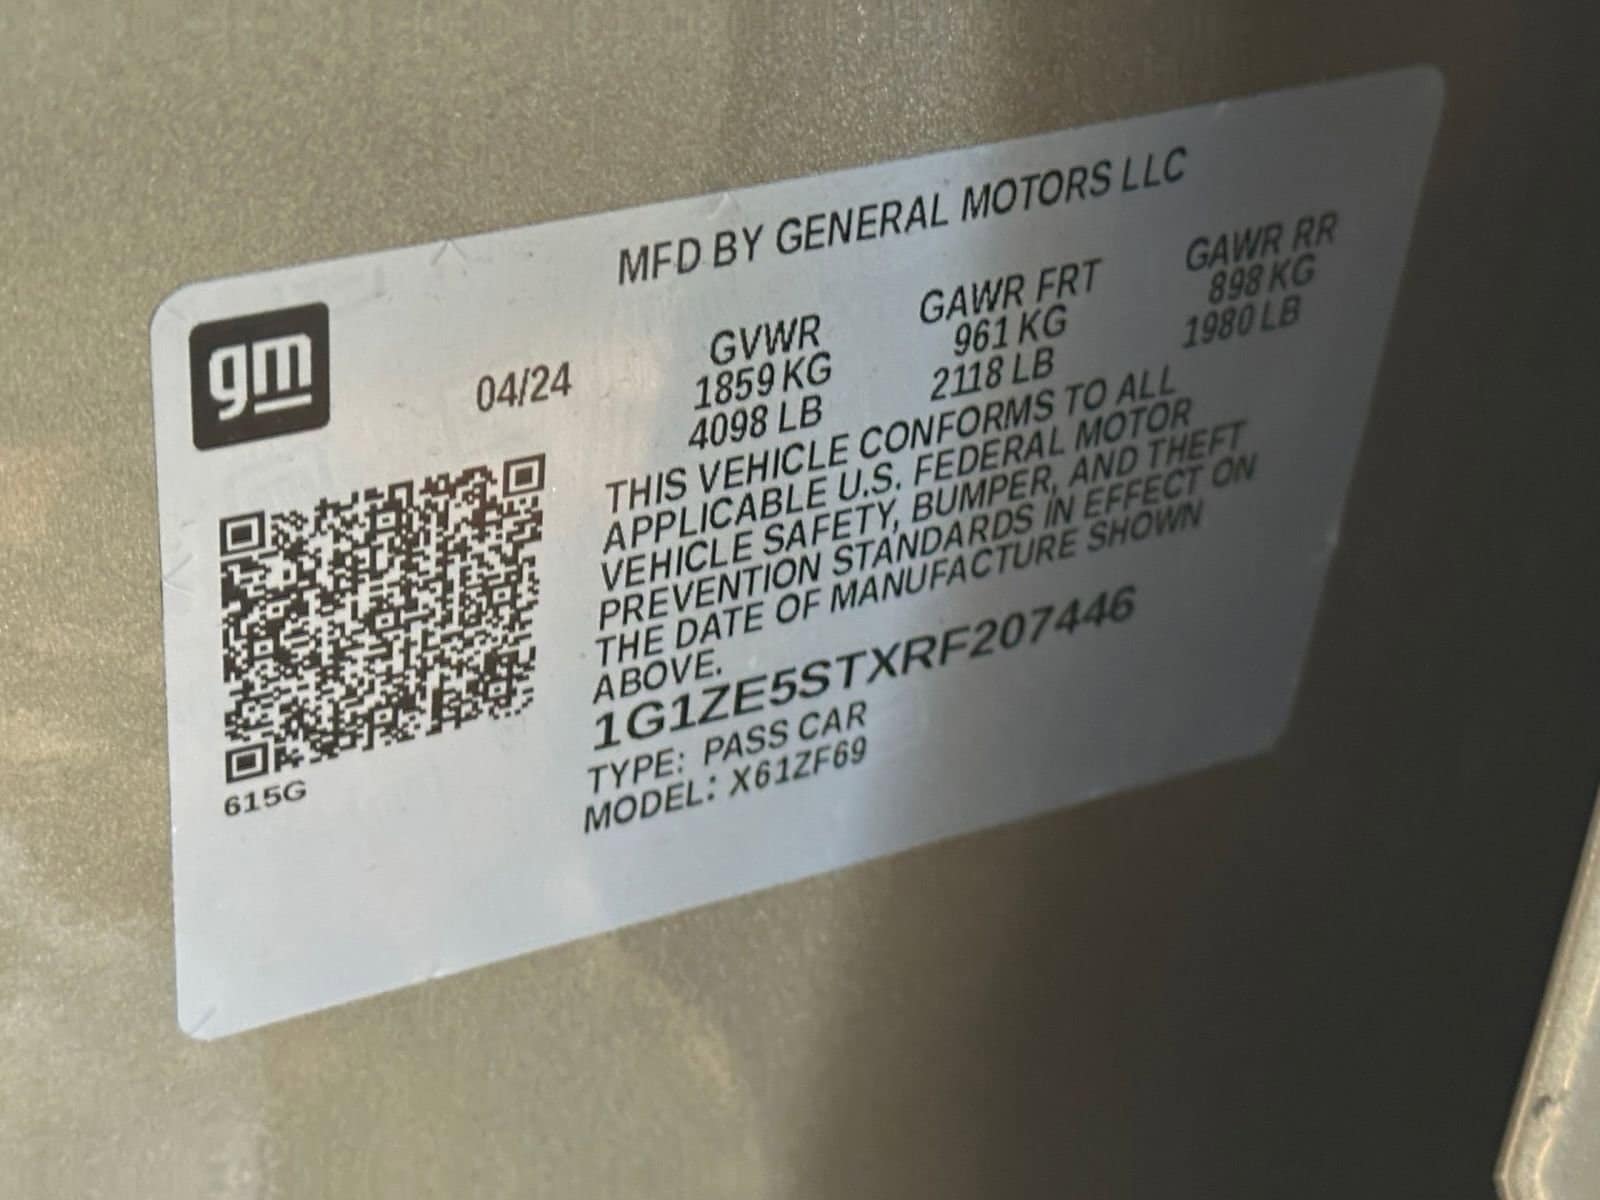 MFD BY GENERAL MOTORS LLC
gm
04/24
GVWR
1859 KG
4098 LB
GAWR FRT
961 KG
2118 LB
GAWR RR
898 KG
1980 LB
THIS VEHICLE CONFORMS TO ALL
APPLICABLE U.S. FEDERAL MOTOR
VEHICLE SAFETY, BUMPER, AND THEFT
PREVENTION STANDARDS IN EFFECT ON
THE DATE OF MANUFACTURE SHOWN
ABOVE.
1G1ZE5STXRF207446
TYPE: PASS CAR
MODEL: X61ZF69
615G